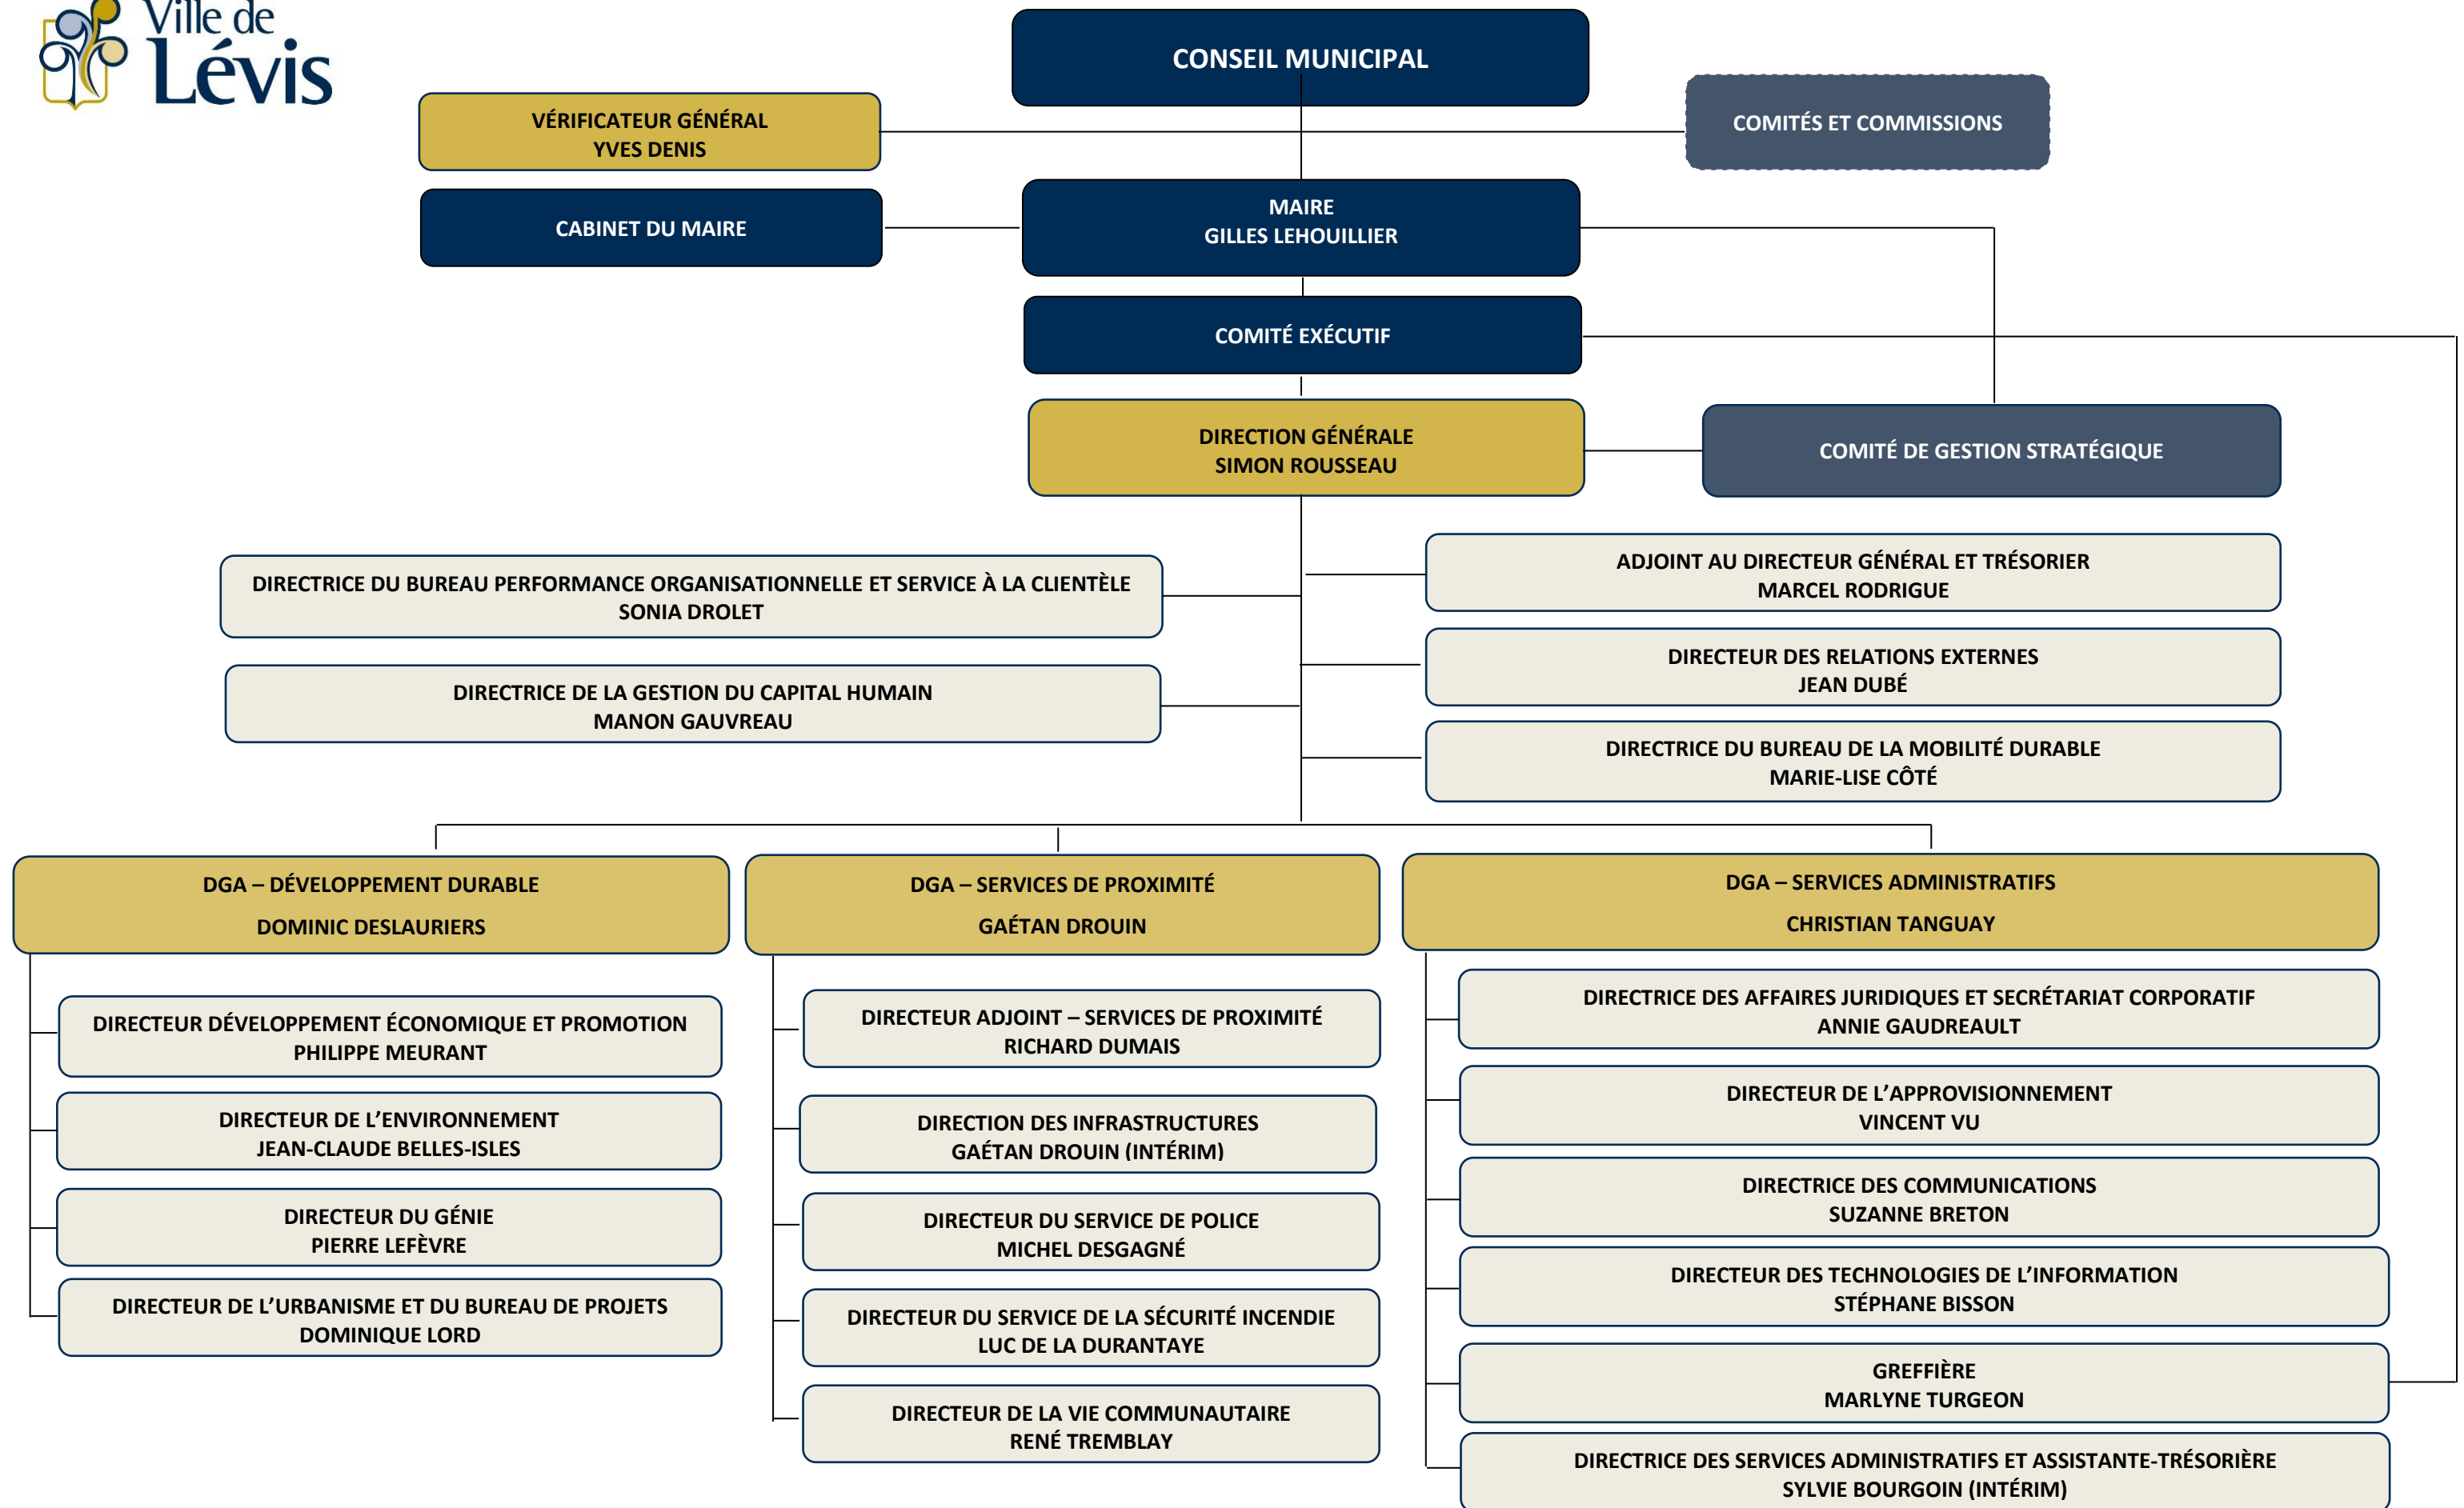 Ville de
Lévis
CONSEIL MUNICIPAL
VÉRIFICATEUR GÉNÉRAL
YVES DENIS
COMITÉS ET COMMISSIONS
CABINET DU MAIRE
MAIRE
GILLES LEHOUILLIER
COMITÉ EXÉCUTIF
DIRECTION GÉNÉRALE
SIMON ROUSSEAU
COMITÉ DE GESTION STRATÉGIQUE
DIRECTRICE DU BUREAU PERFORMANCE ORGANISATIONNELLE ET SERVICE À LA CLIENTÈLE
SONIA DROLET
DIRECTRICE DE LA GESTION DU CAPITAL HUMAIN
MANON GAUVREAU
ADJOINT AU DIRECTEUR GÉNÉRAL ET TRÉSORIER
MARCEL RODRIGUE
DIRECTEUR DES RELATIONS EXTERNES
JEAN DUBÉ
DIRECTRICE DU BUREAU DE LA MOBILITÉ DURABLE
MARIE-LISE CÔTÉ
DGA – DÉVELOPPEMENT DURABLE
DOMINIC DESLAURIERS
DIRECTEUR DÉVELOPPEMENT ÉCONOMIQUE ET PROMOTION
PHILIPPE MEURANT
DIRECTEUR DE L’ENVIRONNEMENT
JEAN-CLAUDE BELLES-ISLES
DIRECTEUR DU GÉNIE
PIERRE LEFÈVRE
DIRECTEUR DE L’URBANISME ET DU BUREAU DE PROJETS
DOMINIQUE LORD
DGA – SERVICES DE PROXIMITÉ
GAÉTAN DROUIN
DIRECTEUR ADJOINT – SERVICES DE PROXIMITÉ
RICHARD DUMAIS
DIRECTION DES INFRASTRUCTURES
GAÉTAN DROUIN (INTÉRIM)
DIRECTEUR DU SERVICE DE POLICE
MICHEL DESGAGNÉ
DIRECTEUR DU SERVICE DE LA SÉCURITÉ INCENDIE
LUC DE LA DURANTAYE
DIRECTEUR DE LA VIE COMMUNAUTAIRE
RENÉ TREMBLAY
DGA – SERVICES ADMINISTRATIFS
CHRISTIAN TANGUAY
DIRECTRICE DES AFFAIRES JURIDIQUES ET SECRÉTARIAT CORPORATIF
ANNIE GAUDREAULT
DIRECTEUR DE L’APPROVISIONNEMENT
VINCENT VU
DIRECTRICE DES COMMUNICATIONS
SUZANNE BRETON
DIRECTEUR DES TECHNOLOGIES DE L’INFORMATION
STÉPHANE BISSON
GREFFIÈRE
MARLYNE TURGEON
DIRECTRICE DES SERVICES ADMINISTRATIFS ET ASSISTANTE-TRÉSORIÈRE
SYLVIE BOURGOIN (INTÉRIM)